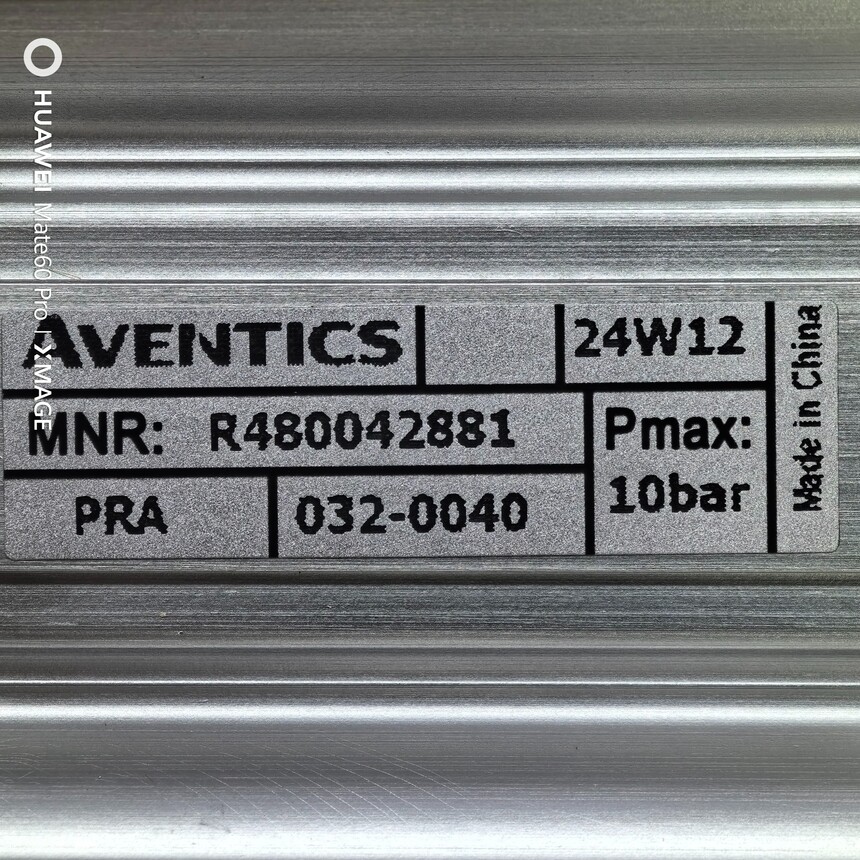 AVENTICS
24W12
Made in China
MNR: R480042881
Pmax:
10bar
PRA
032-0040
HUAWEI Mate60 Pro | XMAGE